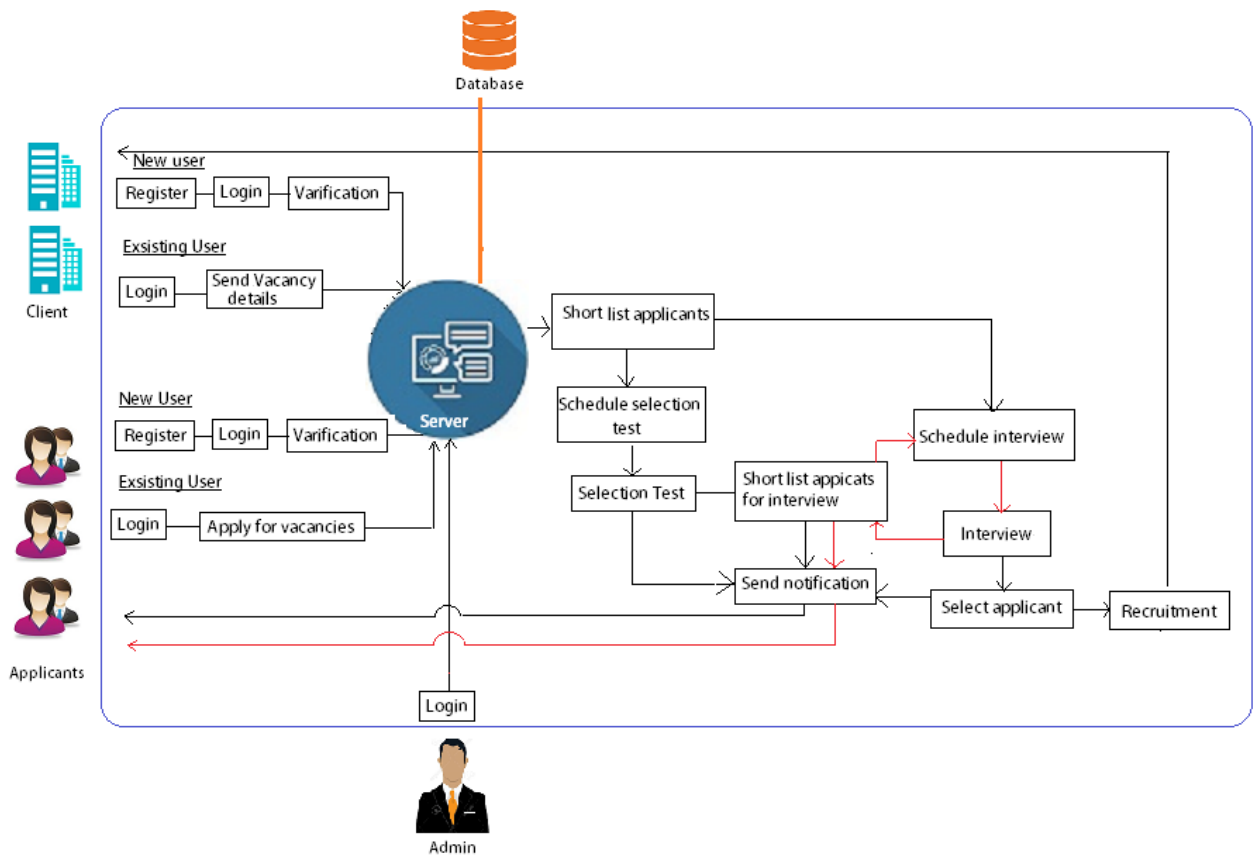 Database
New user
Register
Login
Varification
Exsisting User
Login
Send Vacancy
details
Client
Server
Short list applicants
Schedule selection
test
Selection Test
Short list appicats
for interview
Schedule interview
Interview
Send notification
Select applicant
Recruitment
New User
Register
Login
Varification
Exsisting User
Login
Apply for vacancies
Applicants
Login
Admin